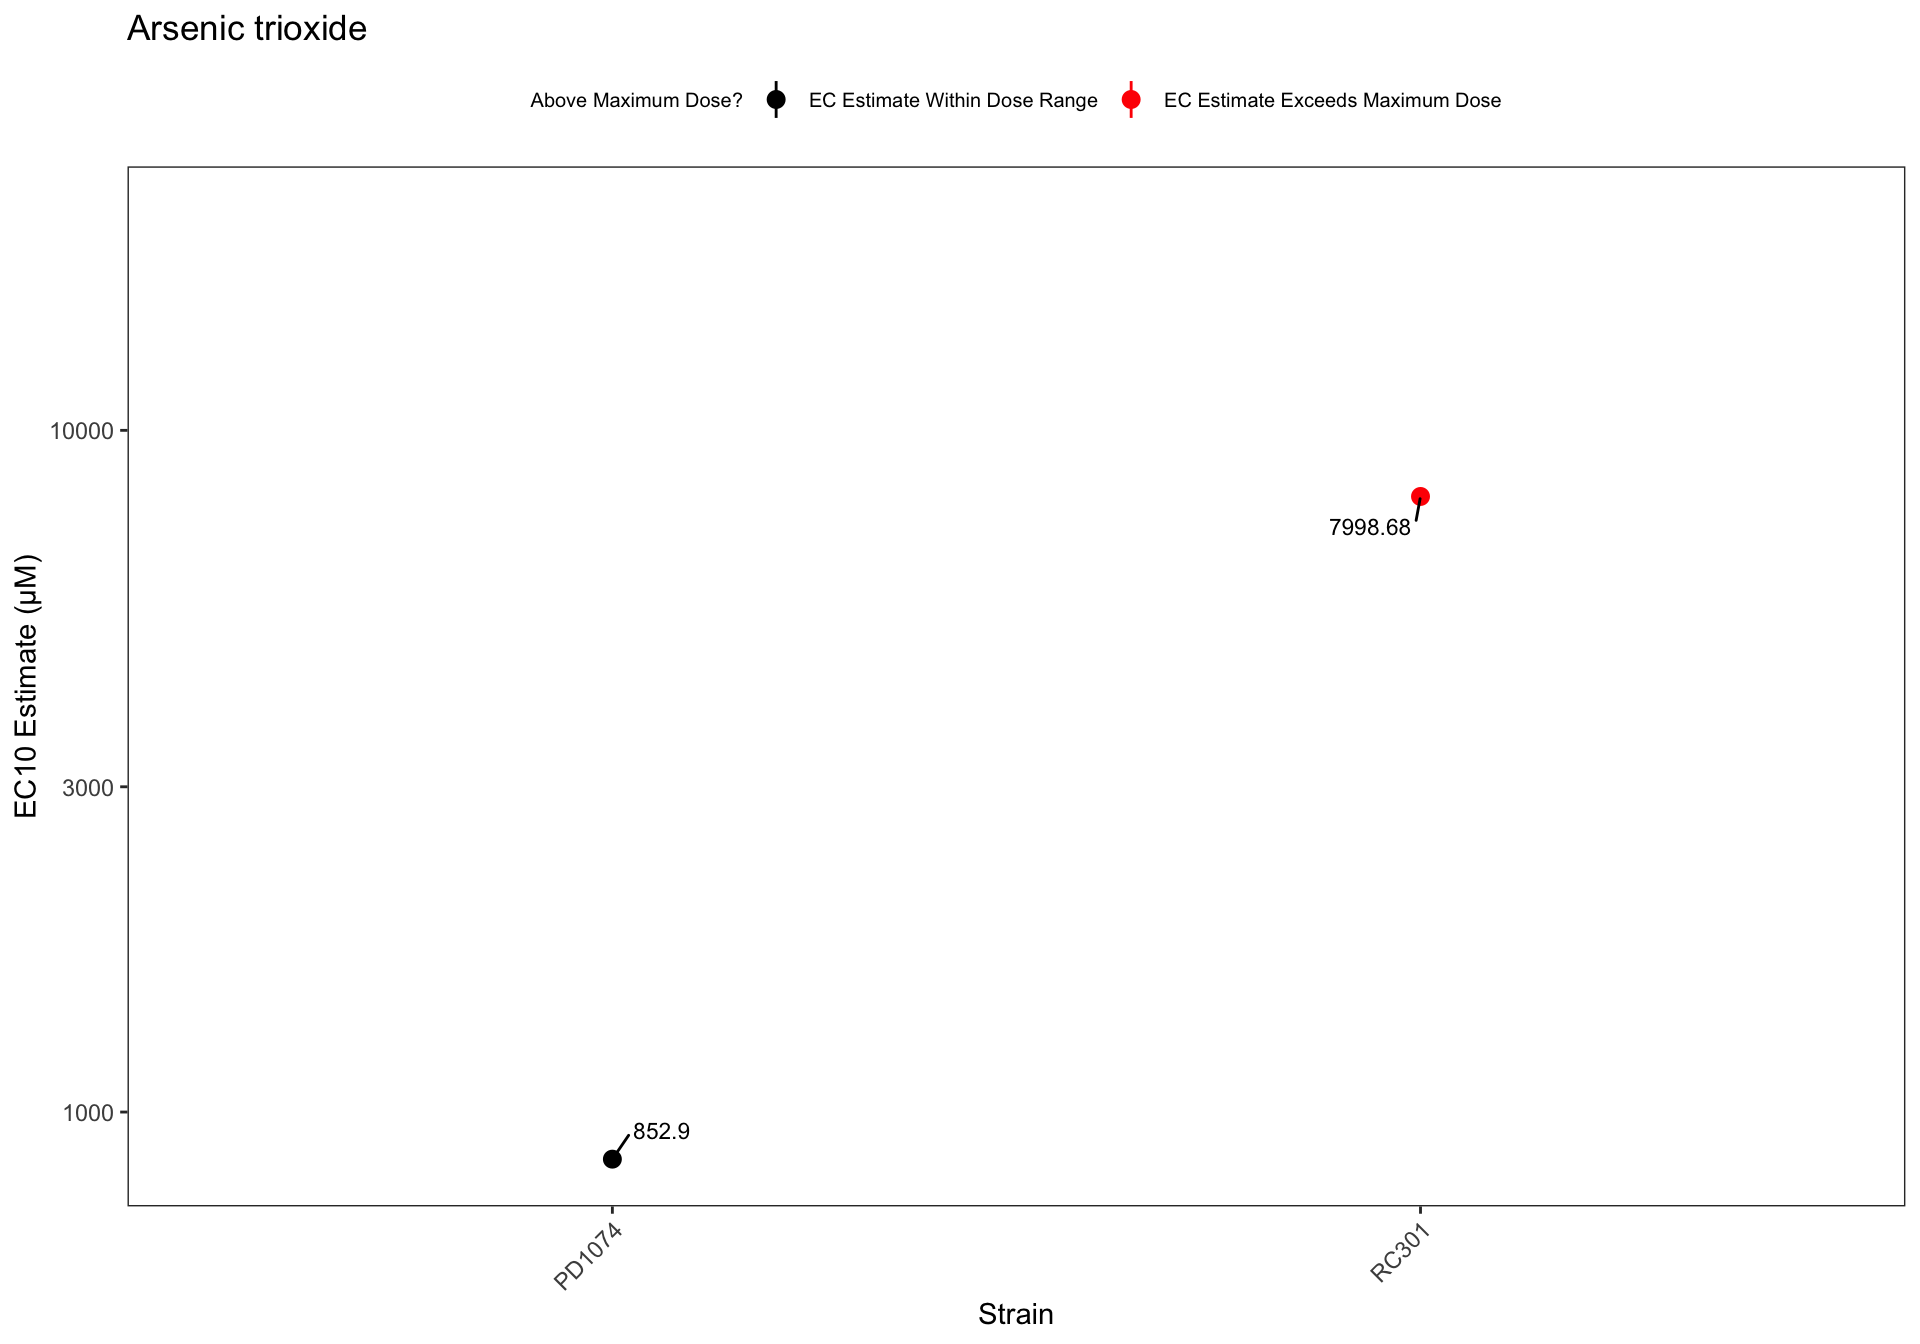 Arsenic trioxide
Above Maximum Dose? EC Estimate Within Dose Range EC Estimate Exceeds Maximum Dose
10000
7998.68
EC10 Estimate (µM)
3000
1000
852.9
PD1074 RC301
Strain